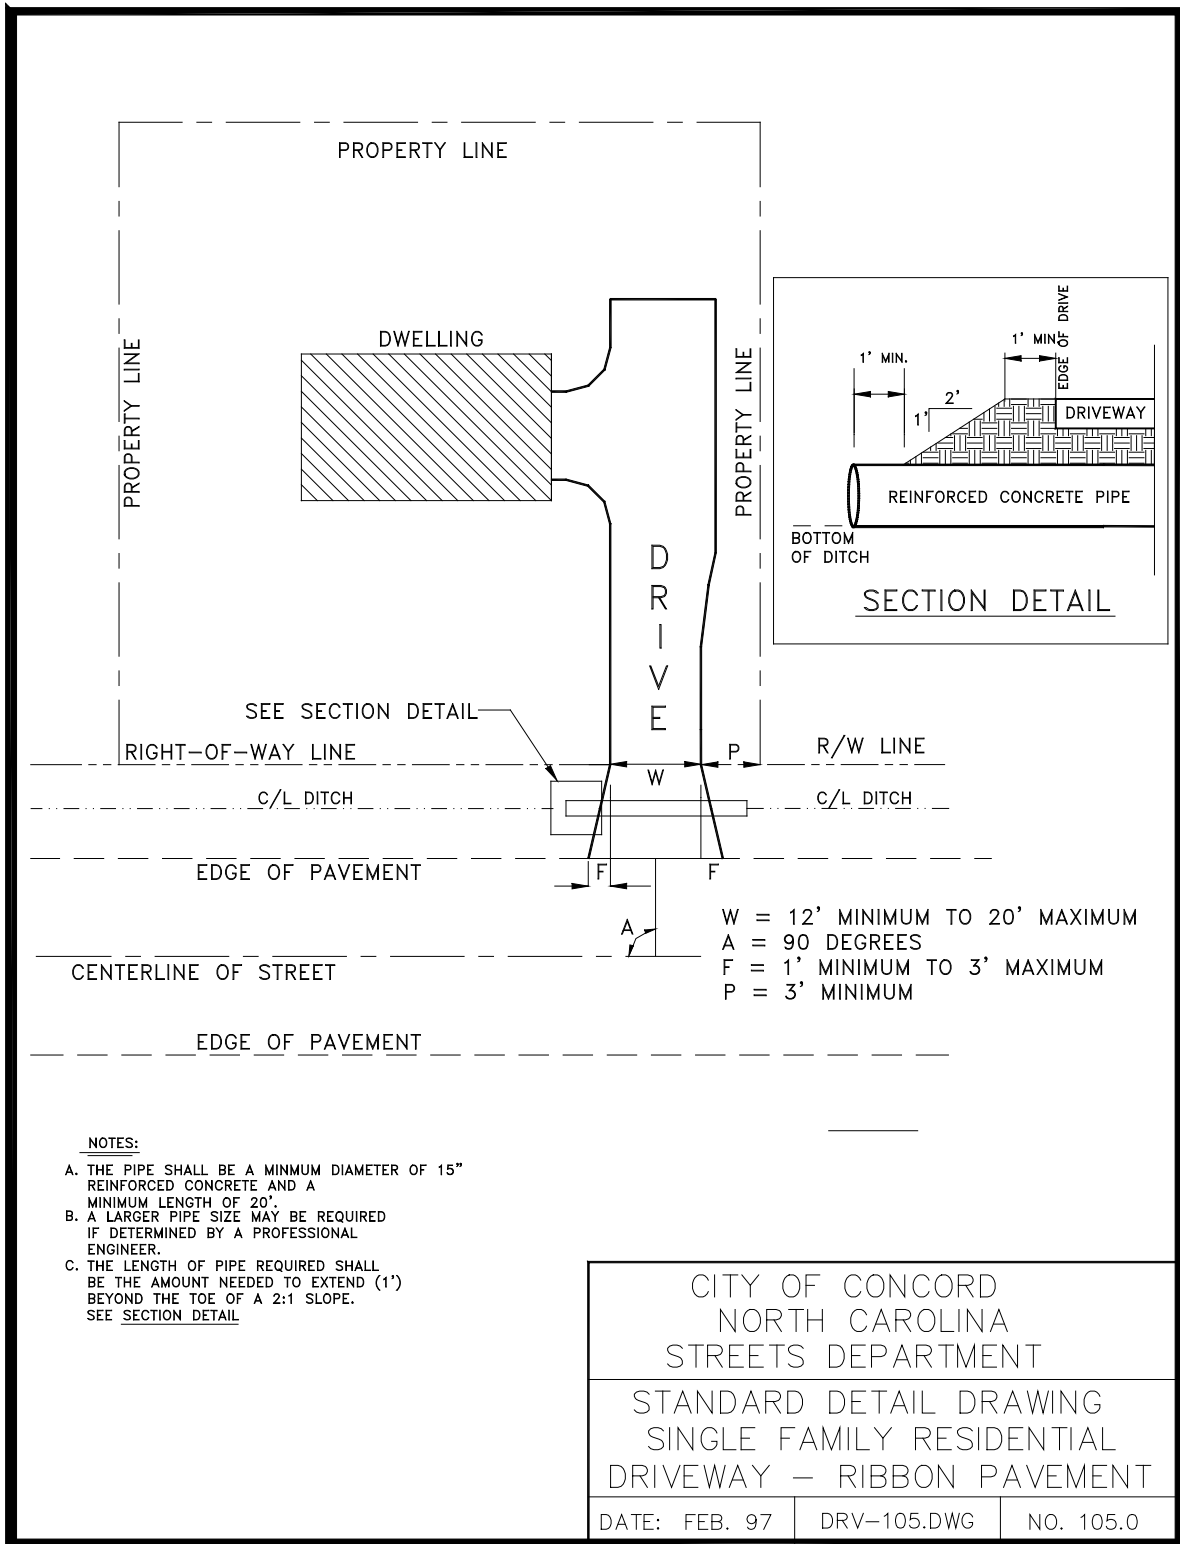 PROPERTY LINE
DWELLING
PROPERTY LINE
PROPERTY LINE
DRIVE
SEE SECTION DETAIL
RIGHT-OF-WAY LINE
P
R/W LINE
W
C/L DITCH
C/L DITCH
EDGE OF PAVEMENT
F
F
A
CENTERLINE OF STREET
EDGE OF PAVEMENT
W = 12' MINIMUM TO 20' MAXIMUM
A = 90 DEGREES
F = 1' MINIMUM TO 3' MAXIMUM
P = 3' MINIMUM
EDGE OF DRIVE
1' MIN.
1' MIN.
2'
1'
DRIVEWAY
REINFORCED CONCRETE PIPE
BOTTOM
OF DITCH
SECTION DETAIL
NOTES:
A. THE PIPE SHALL BE A MINMUM DIAMETER OF 15”
REINFORCED CONCRETE AND A
MINIMUM LENGTH OF 20'.
B. A LARGER PIPE SIZE MAY BE REQUIRED
IF DETERMINED BY A PROFESSIONAL
ENGINEER.
C. THE LENGTH OF PIPE REQUIRED SHALL
BE THE AMOUNT NEEDED TO EXTEND (1')
BEYOND THE TOE OF A 2:1 SLOPE.
SEE SECTION DETAIL
CITY OF CONCORD
NORTH CAROLINA
STREETS DEPARTMENT
STANDARD DETAIL DRAWING
SINGLE FAMILY RESIDENTIAL
DRIVEWAY – RIBBON PAVEMENT
DATE: FEB. 97
DRV-105.DWG
NO. 105.0